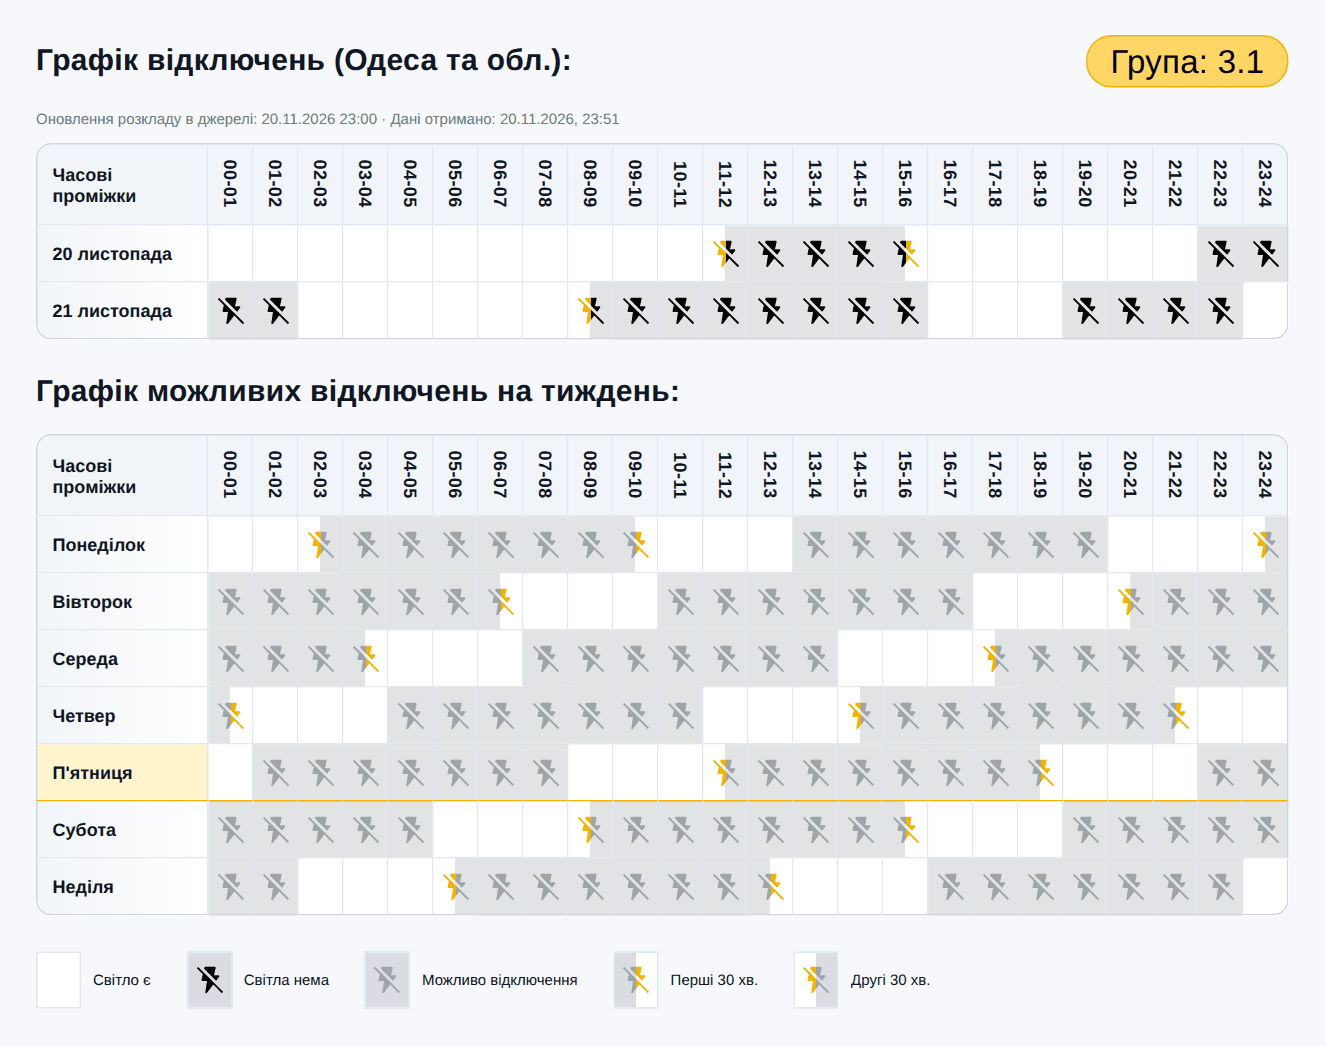 Графік відключень (Одеса та обл.):
Група: 3.1
Оновлення розкладу в джерелі: 20.11.2026 23:00 · Дані отримано: 20.11.2026, 23:51
Часові проміжки 00-01 01-02 02-03 03-04 04-05 05-06 06-07 07-08 08-09 09-10 10-11 11-12 12-13 13-14 14-15 15-16 16-17 17-18 18-19 19-20 20-21 21-22 22-23 23-24
20 листопада
21 листопада
Графік можливих відключень на тиждень:
Часові проміжки 00-01 01-02 02-03 03-04 04-05 05-06 06-07 07-08 08-09 09-10 10-11 11-12 12-13 13-14 14-15 15-16 16-17 17-18 18-19 19-20 20-21 21-22 22-23 23-24
Понеділок
Вівторок
Середа
Четвер
П'ятниця
Субота
Неділя
Світло є Світла нема Можливо відключення Перші 30 хв. Другі 30 хв.